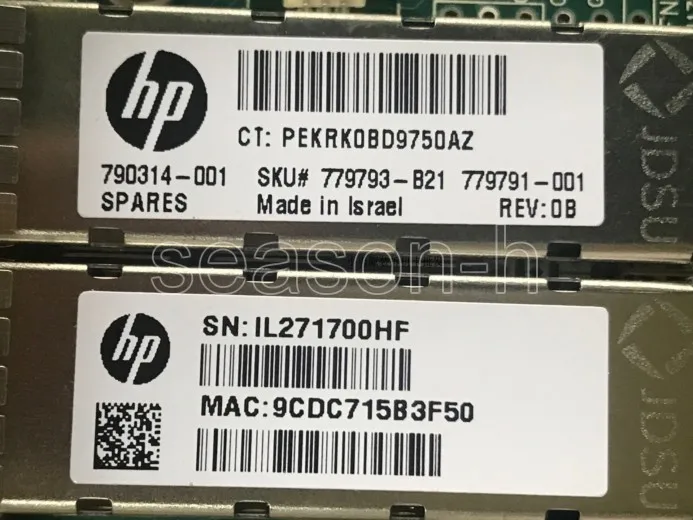 hp
CT: PEKRK0BD9750AZ
790314-001 SKU# 779793-B21 779791-001
SPARES Made in Israel REV:0B
JDSU
season-h
hp
SN:IL271700HF
MAC:9CDC715B3F50
JDSU